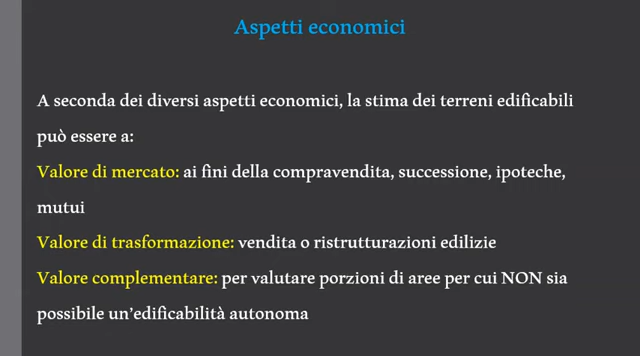 Aspetti economici
A seconda dei diversi aspetti economici, la stima dei terreni edificabili
può essere a:
Valore di mercato: ai fini della compravendita, successione, ipoteche,
mutui
Valore di trasformazione: vendita o ristrutturazioni edilizie
Valore complementare: per valutare porzioni di aree per cui NON sia
possibile un'edificabilità autonoma